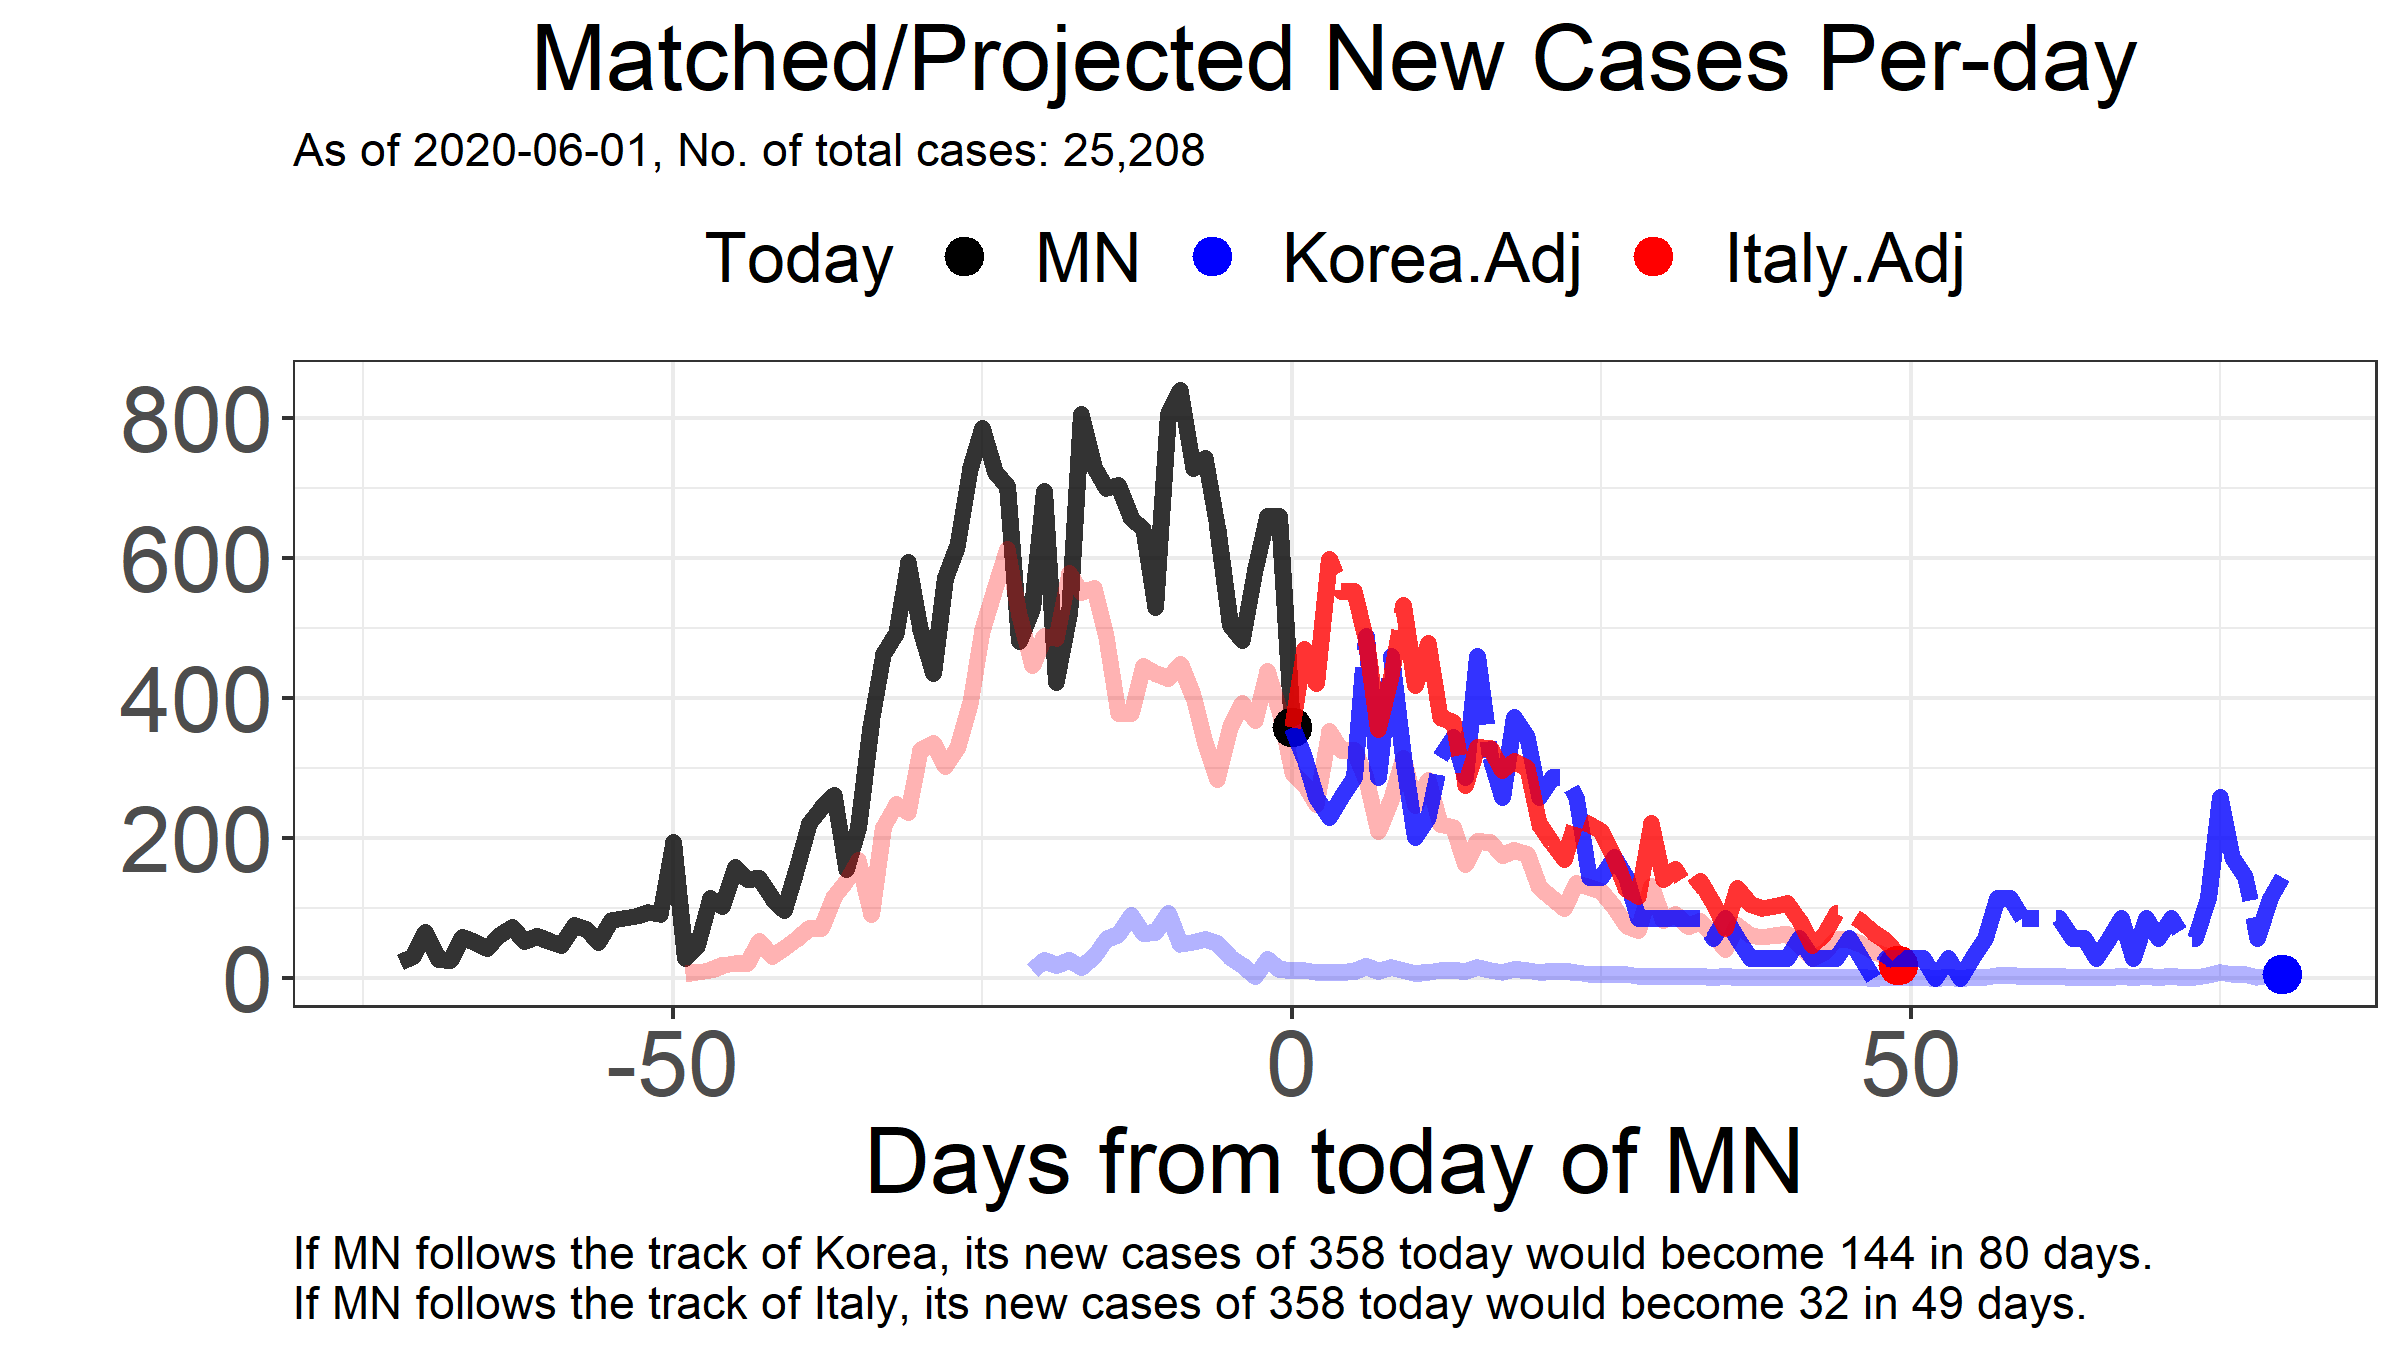 Matched/Projected New Cases Per-day
As of 2020-06-01, No. of total cases: 25,208
Today MN Korea.Adj Italy.Adj
800
600
400
200
0
-50 0 50
Days from today of MN
If MN follows the track of Korea, its new cases of 358 today would become 144 in 80 days.
If MN follows the track of Italy, its new cases of 358 today would become 32 in 49 days.